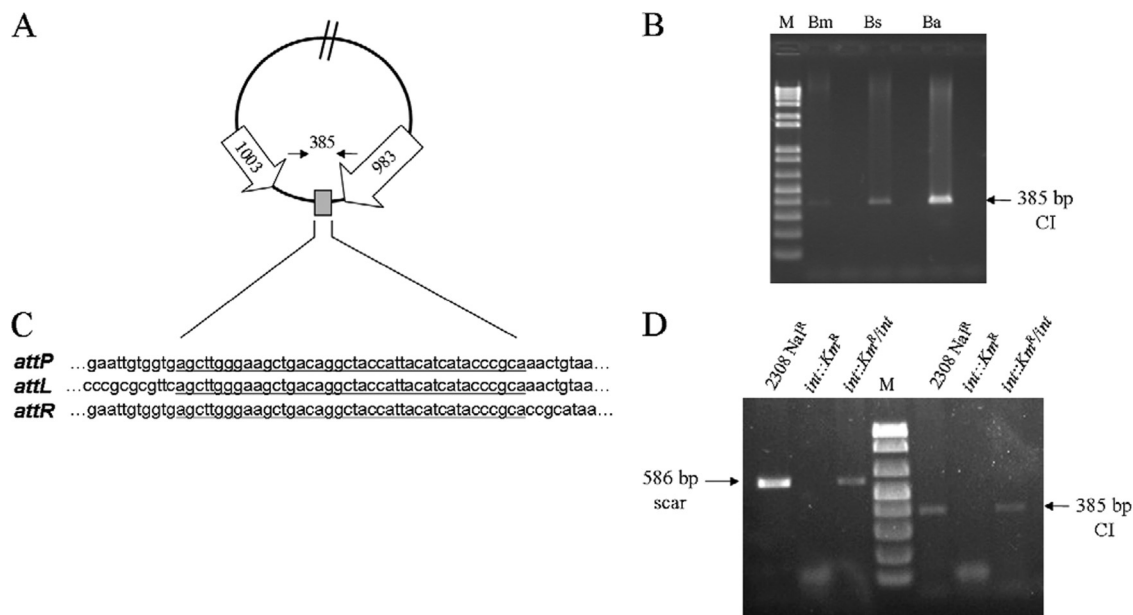 A
1003
385
983
B
M Bm Bs Ba
385 bp
CI
C
attP ...gaattgtggtgagcttgggaagctgacaggctaccattacatcatacccgcaaactgtaa...
attL ...cccgcgcgttcagcttgggaagctgacaggctaccattacatcatacccgcaaactgtaa...
attR ...gaattgtggtgagcttgggaagctgacaggctaccattacatcatacccgcaccgcataa...
D
2308 Nalᴿ int::Kmᴿ int::Kmᴿ/int M 2308 Nalᴿ int::Kmᴿ int::Kmᴿ/int
586 bp
scar
385 bp
CI